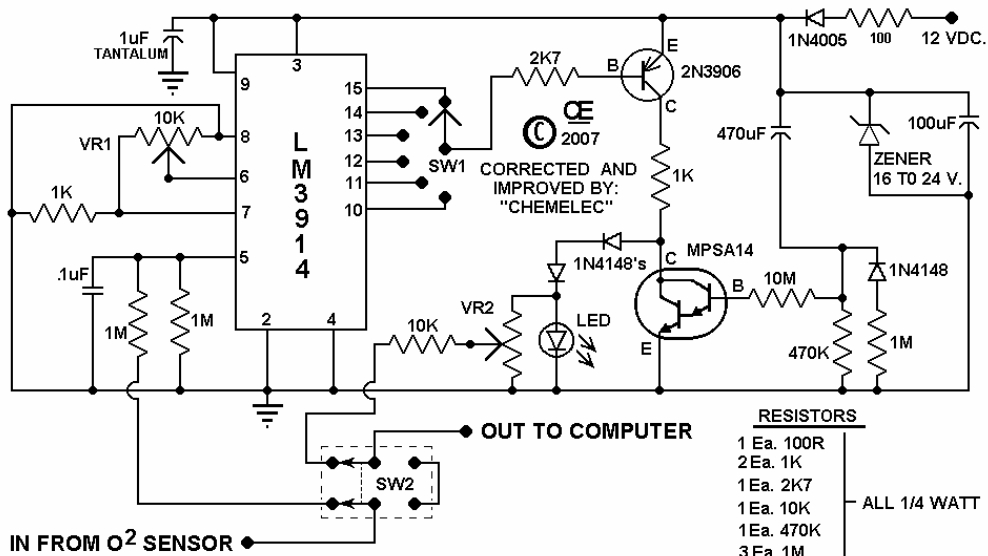 1uF
TANTALUM
3
E
B
2N3906
C
1N4005
100
12 VDC.
9
15
2K7
10K
8
14
13
12
11
10
SW1
VR1
6
LM3914
© Œ
2007
CORRECTED AND
IMPROVED BY:
"CHEMELEC"
1K
470uF
100uF
ZENER
16 T0 24 V.
1K
7
.1uF
5
1N4148's
C
MPSA14
B
10M
1N4148
1M
1M
2
4
10K
VR2
LED
E
470K
1M
OUT TO COMPUTER
SW2
IN FROM O² SENSOR
RESISTORS
1 Ea. 100R
2 Ea. 1K
1 Ea. 2K7
1 Ea. 10K
1 Ea. 470K
3 Ea. 1M
ALL 1/4 WATT